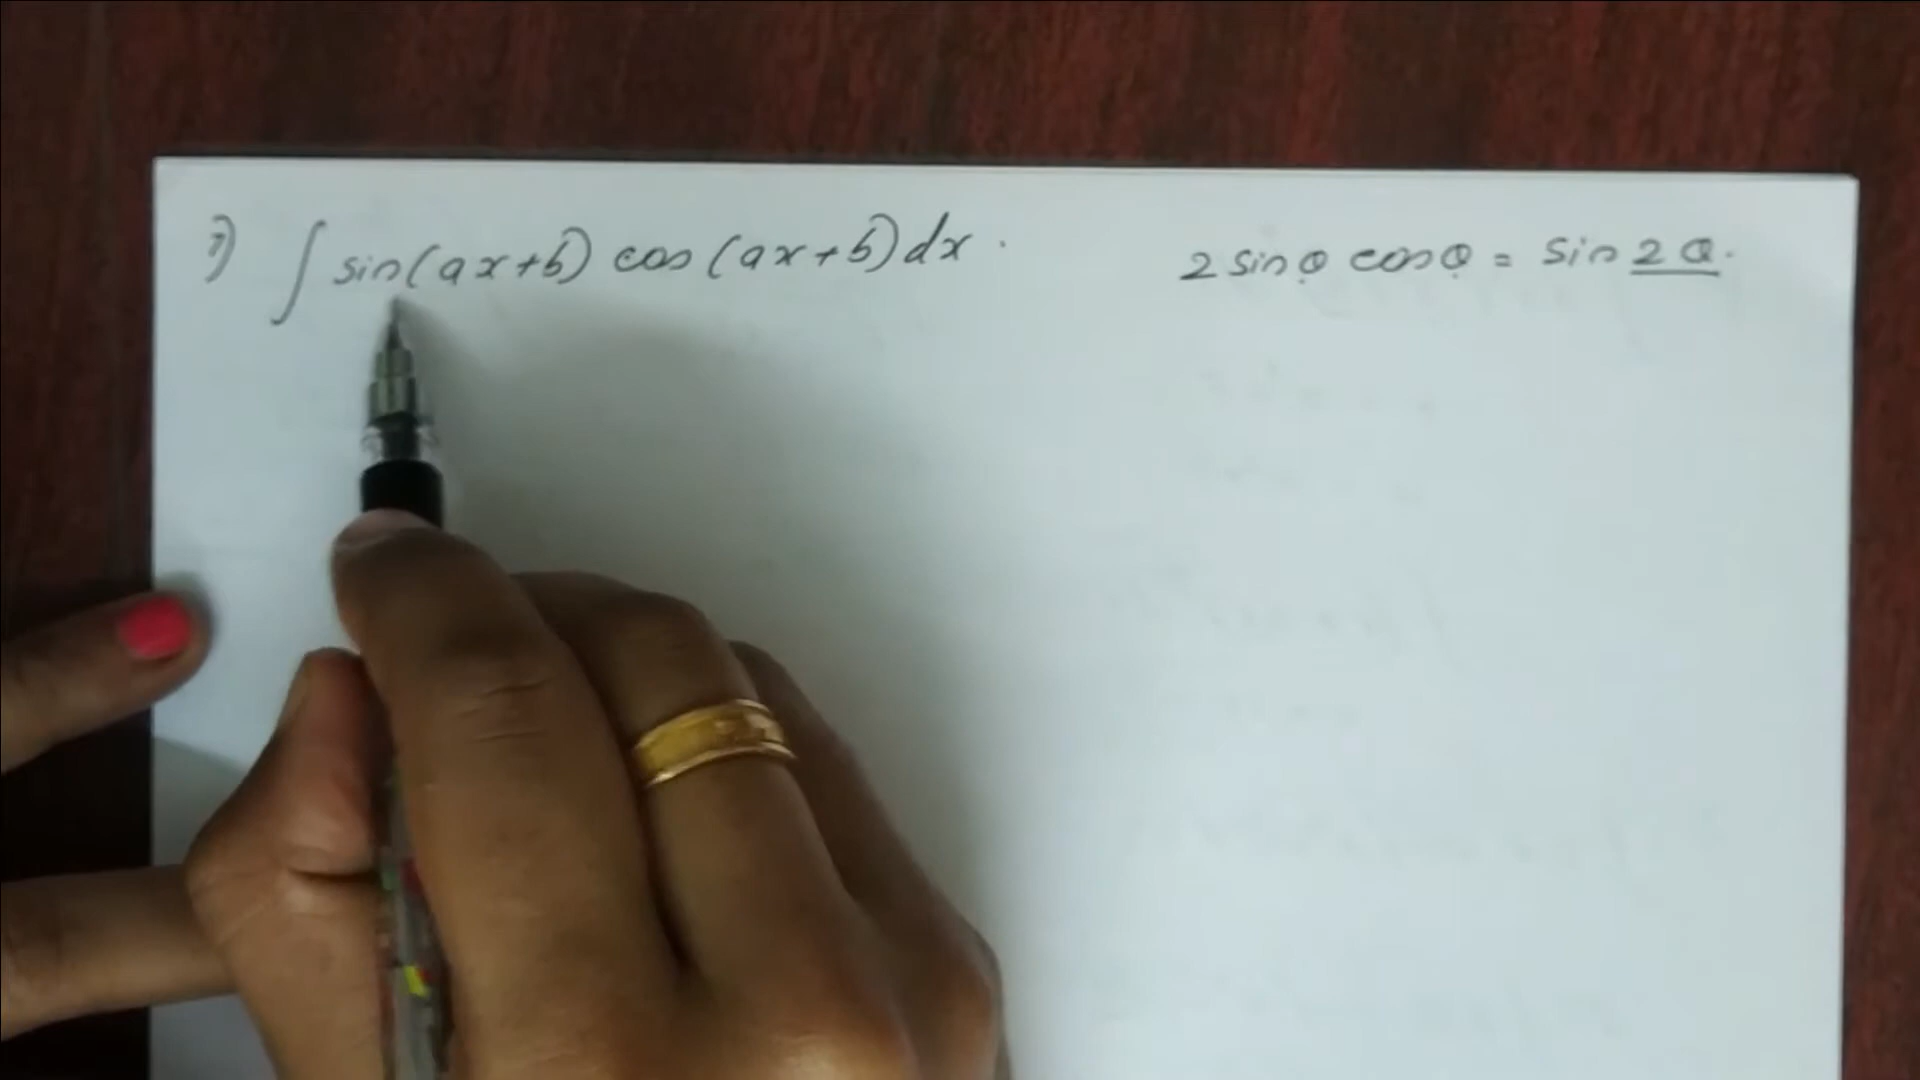 7) ∫ sin(ax+b) cos(ax+b)dx.
2 sinθ cosθ = sin 2θ.